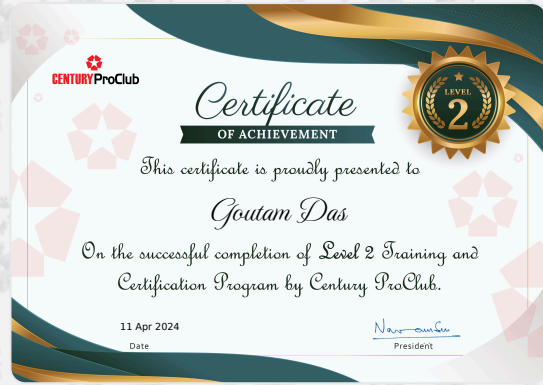 CENTURY ProClub
Certificate
OF ACHIEVEMENT
LEVEL
2
This certificate is proudly presented to
Goutam Das
On the successful completion of Level 2 Training and
Certification Program by Century ProClub.
11 Apr 2024
Date
President